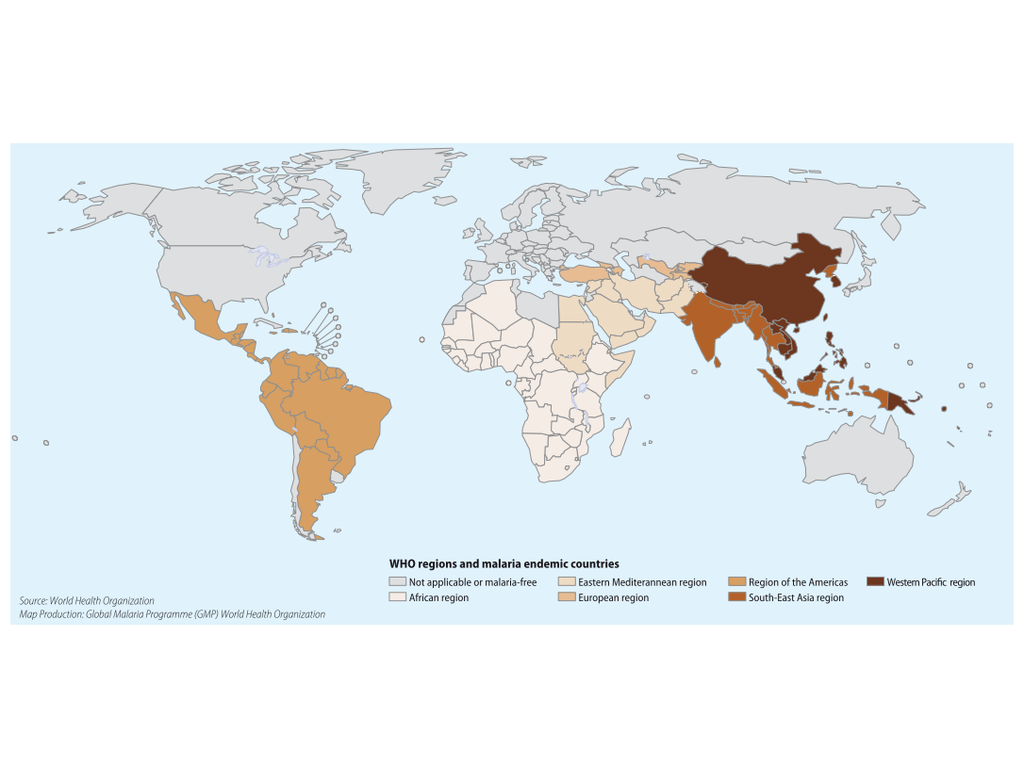 WHO regions and malaria endemic countries
Not applicable or malaria-free
Eastern Mediterannean region
Region of the Americas
Western Pacific region
African region
European region
South-East Asia region
Source: World Health Organization
Map Production: Global Malaria Programme (GMP) World Health Organization